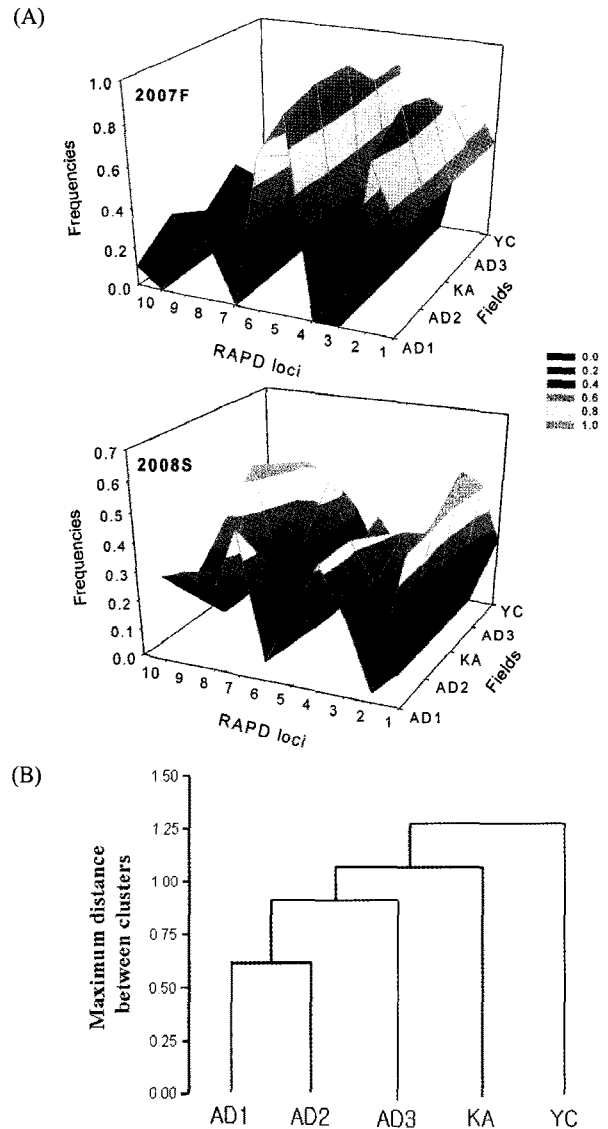 (A)
2007F
Frequencies
1.0
0.8
0.6
0.4
0.2
0.0
10 9 8 7 6 5 4 3 2 1
RAPD loci
AD1 AD2 KA AD3 YC
Fields
0.0
0.2
0.4
0.6
0.8
1.0
2008S
Frequencies
0.7
0.6
0.5
0.4
0.3
0.2
0.1
0.0
10 9 8 7 6 5 4 3 2 1
RAPD loci
AD1 AD2 KA AD3 YC
Fields
(B)
Maximum distance
between clusters
1.50
1.25
1.00
0.75
0.50
0.25
0.00
AD1 AD2 AD3 KA YC